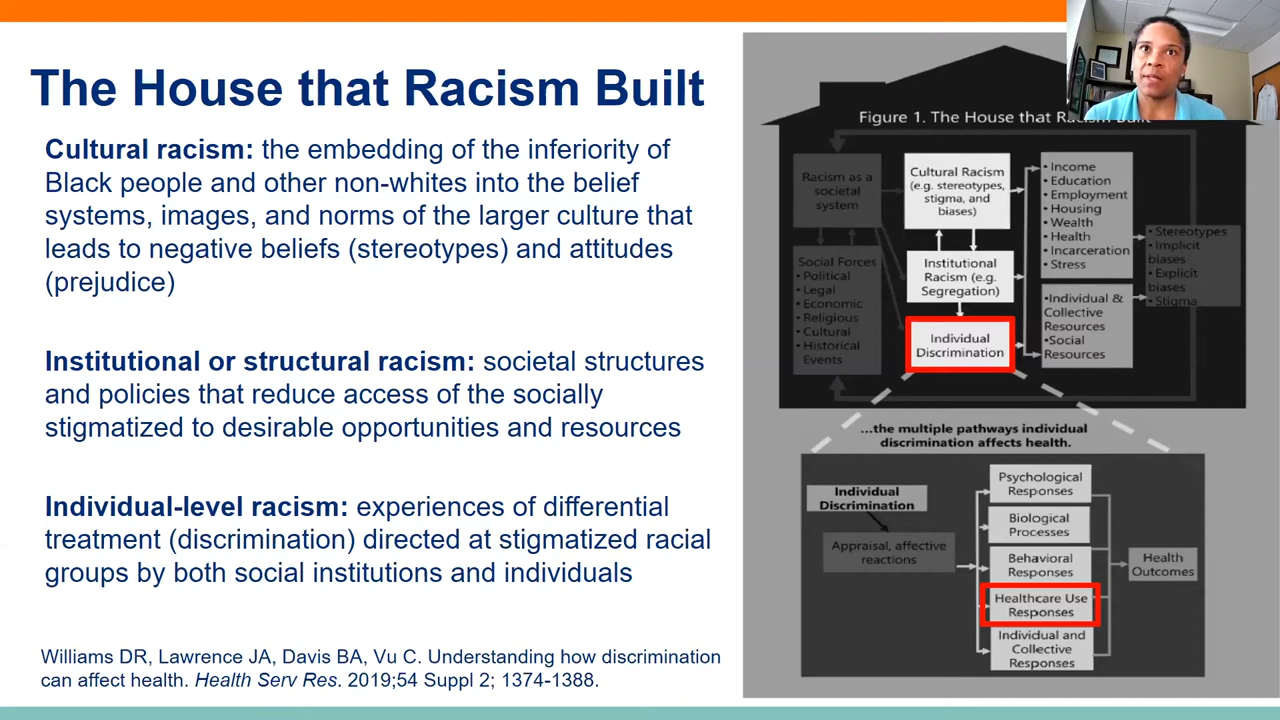 The House that Racism Built
Cultural racism: the embedding of the inferiority of
Black people and other non-whites into the belief
systems, images, and norms of the larger culture that
leads to negative beliefs (stereotypes) and attitudes
(prejudice)
Institutional or structural racism: societal structures
and policies that reduce access of the socially
stigmatized to desirable opportunities and resources
Individual-level racism: experiences of differential
treatment (discrimination) directed at stigmatized racial
groups by both social institutions and individuals
Williams DR, Lawrence JA, Davis BA, Vu C. Understanding how discrimination
can affect health. Health Serv Res. 2019;54 Suppl 2; 1374-1388.
Figure 1. The House that Racism Built
Racism as a
societal
system
Social Forces
• Political
• Legal
• Economic
• Religious
• Cultural
• Historical
Events
Cultural Racism
(e.g. stereotypes,
stigma, and
biases)
Institutional
Racism (e.g.
Segregation)
Individual
Discrimination
• Income
• Education
• Employment
• Housing
• Wealth
• Health
• Incarceration
• Stress
•Individual &
Collective
Resources
•Social
Resources
• Stereotypes
• Implicit
biases
• Explicit
biases
• Stigma
...the multiple pathways individual
discrimination affects health.
Individual
Discrimination
Appraisal, affective
reactions
Psychological
Responses
Biological
Processes
Behavioral
Responses
Healthcare Use
Responses
Individual and
Collective
Responses
Health
Outcomes